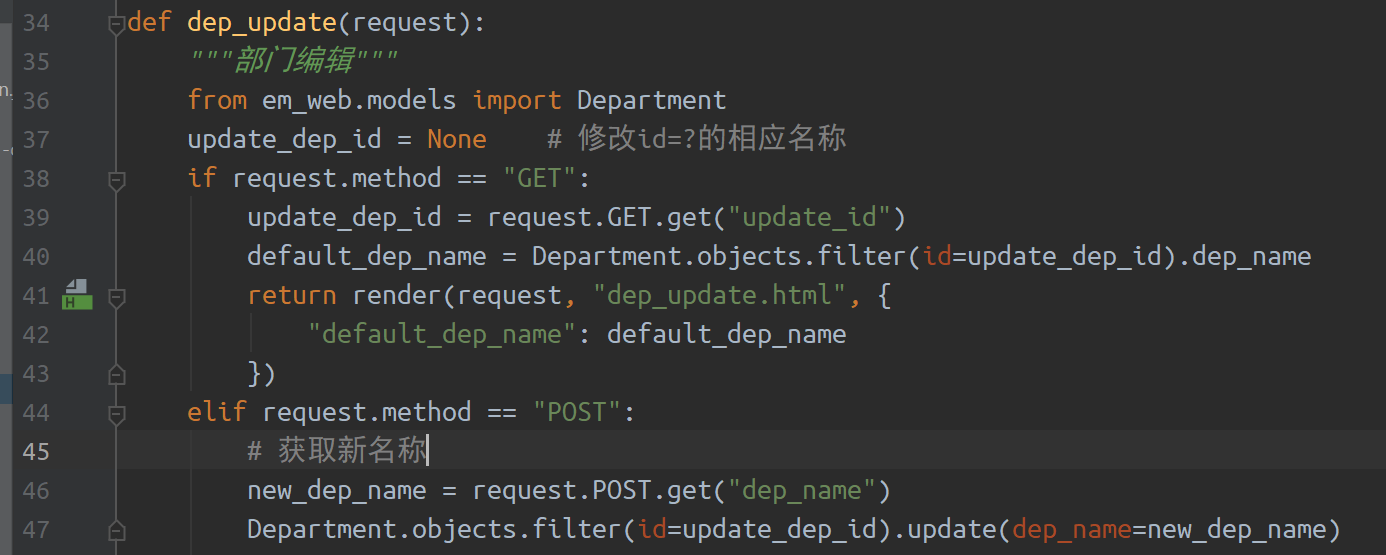 34 def dep_update(request):
35 """部门编辑"""
36 from em_web.models import Department
37 update_dep_id = None # 修改id=?的相应名称
38 if request.method == "GET":
39 update_dep_id = request.GET.get("update_id")
40 default_dep_name = Department.objects.filter(id=update_dep_id).dep_name
41 return render(request, "dep_update.html", {
42 "default_dep_name": default_dep_name
43 })
44 elif request.method == "POST":
45 # 获取新名称
46 new_dep_name = request.POST.get("dep_name")
47 Department.objects.filter(id=update_dep_id).update(dep_name=new_dep_name)